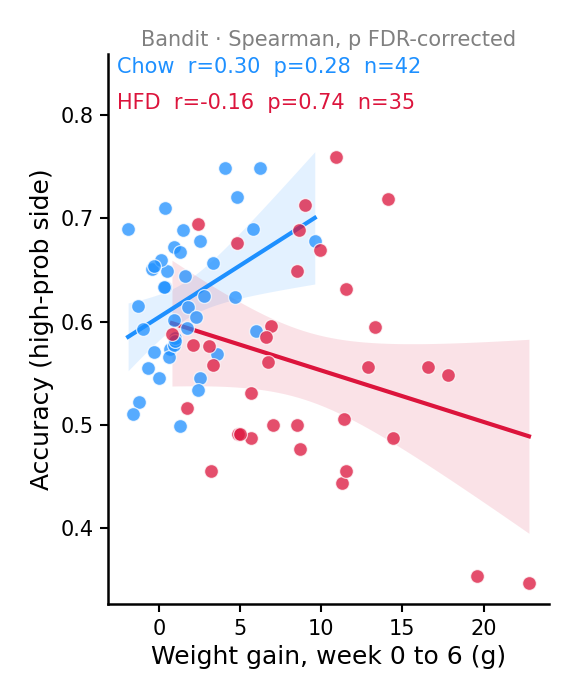 Bandit · Spearman, p FDR-corrected
Chow r=0.30 p=0.28 n=42
HFD r=-0.16 p=0.74 n=35
0.8
0.7
0.6
0.5
0.4
Accuracy (high-prob side)
0 5 10 15 20
Weight gain, week 0 to 6 (g)